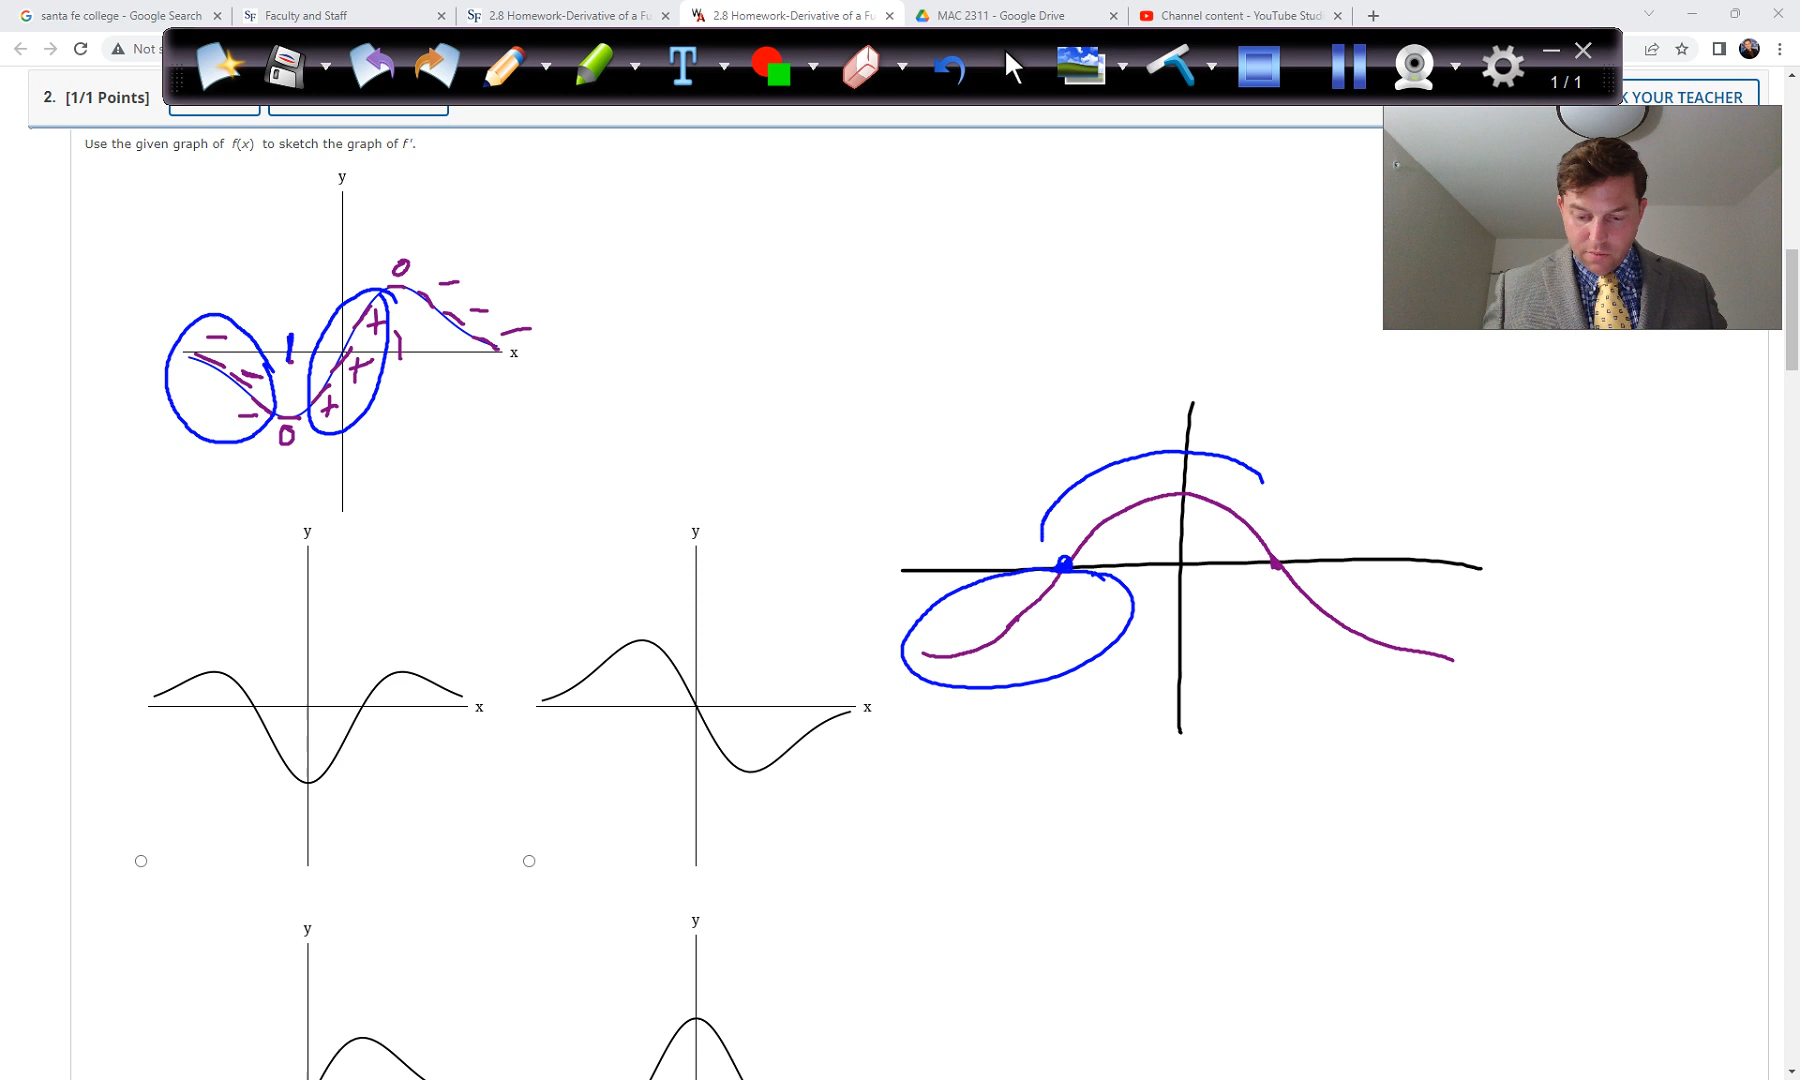 santa fe college - Google Search
Faculty and Staff
2.8 Homework-Derivative of a Fu
2.8 Homework-Derivative of a Fu
MAC 2311 - Google Drive
Channel content - YouTube Studi
Not s
1 / 1
2. [1/1 Points]
K YOUR TEACHER
Use the given graph of f(x) to sketch the graph of f'.
y
0
-
-
-
-
+
x
+
-
+
-
0
y
y
x
x
y
y